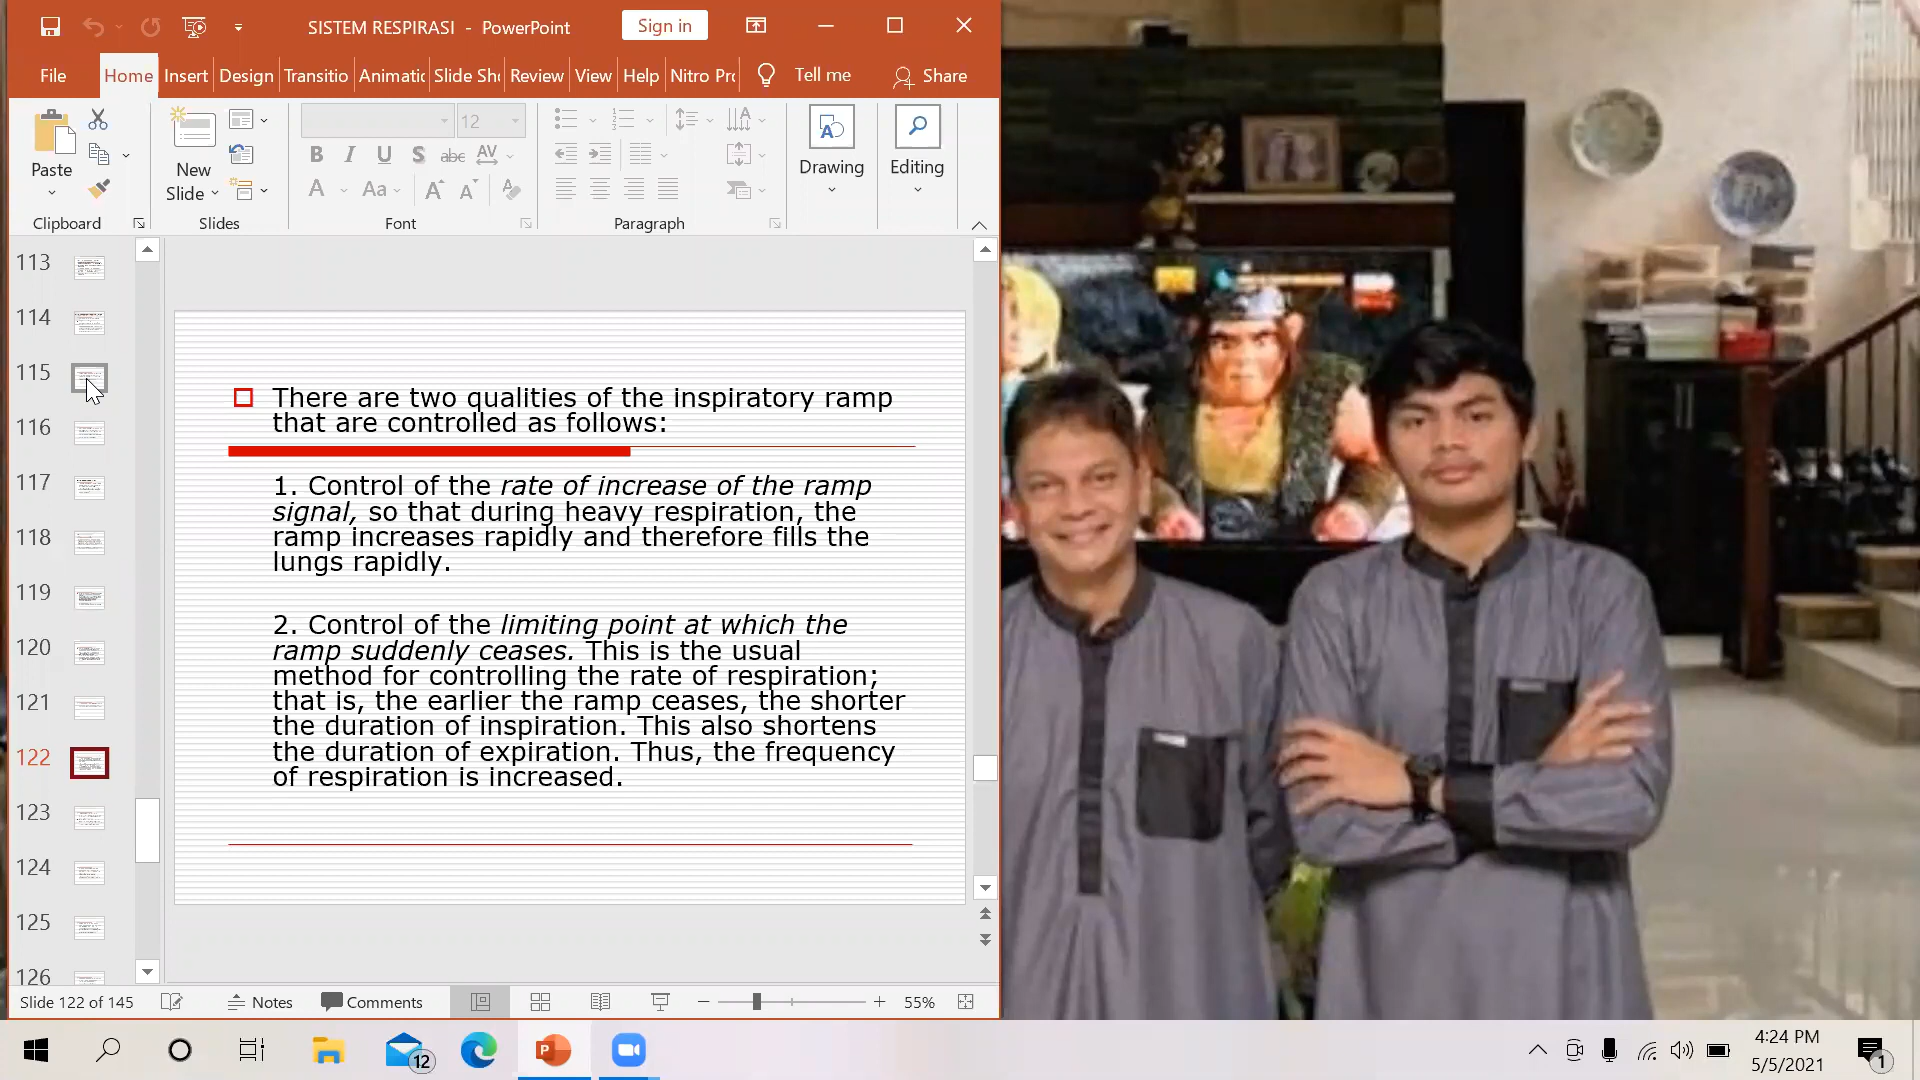 SISTEM RESPIRASI - PowerPoint
Sign in
File
Home
Insert
Design
Transitio
Animatic
Slide Sh
Review
View
Help
Nitro Pr
Tell me
Share
Paste
New
Slide
12
Drawing
Editing
Clipboard
Slides
Font
Paragraph
113
114
115
116
117
118
119
120
121
122
123
124
125
126
There are two qualities of the inspiratory ramp
that are controlled as follows:
1. Control of the rate of increase of the ramp
signal, so that during heavy respiration, the
ramp increases rapidly and therefore fills the
lungs rapidly.
2. Control of the limiting point at which the
ramp suddenly ceases. This is the usual
method for controlling the rate of respiration;
that is, the earlier the ramp ceases, the shorter
the duration of inspiration. This also shortens
the duration of expiration. Thus, the frequency
of respiration is increased.
Slide 122 of 145
Notes
Comments
55%
12
4:24 PM
5/5/2021
1